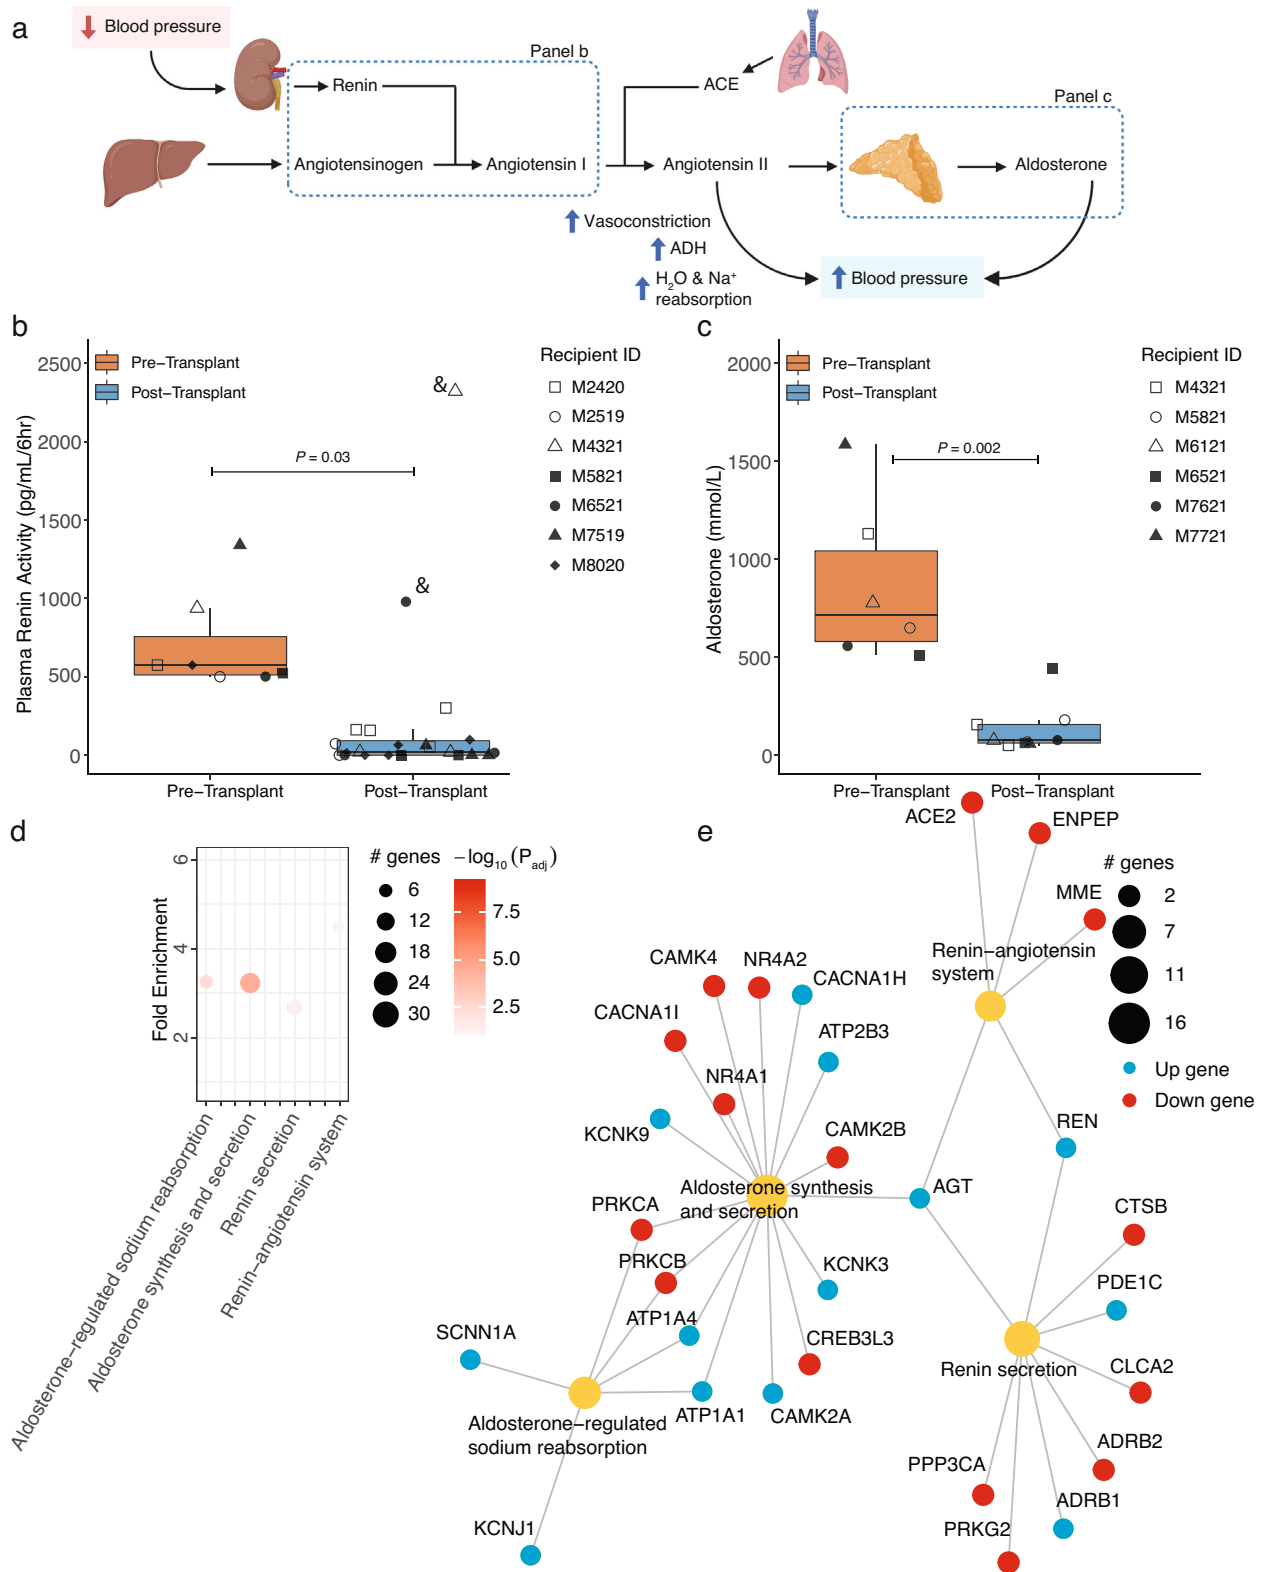 a
Blood pressure
Panel b
Renin
ACE
Panel c
Angiotensinogen
Angiotensin I
Angiotensin II
Aldosterone
Vasoconstriction
ADH
H2O & Na+
reabsorption
Blood pressure
b
Plasma Renin Activity (pg/mL/6hr)
2500
2000
1500
1000
500
0
Pre-Transplant
Post-Transplant
P = 0.03
&
&
Pre-Transplant
Post-Transplant
Recipient ID
M2420
M2519
M4321
M5821
M6521
M7519
M8020
c
Aldosterone (mmol/L)
2000
1500
1000
500
0
Pre-Transplant
Post-Transplant
P = 0.002
Pre-Transplant
Post-Transplant
Recipient ID
M4321
M5821
M6121
M6521
M7621
M7721
d
Fold Enrichment
6
4
2
Aldosterone-regulated sodium reabsorption
Aldosterone synthesis and secretion
Renin secretion
Renin-angiotensin system
# genes
6
12
18
24
30
-log10(Padj)
7.5
5.0
2.5
e
ACE2
ENPEP
MME
Renin-angiotensin
system
# genes
2
7
11
16
Up gene
Down gene
CAMK4
NR4A2
CACNA1H
CACNA1I
ATP2B3
NR4A1
KCNK9
CAMK2B
REN
Aldosterone synthesis
and secretion
AGT
PRKCA
CTSB
PRKCB
KCNK3
PDE1C
ATP1A4
SCNN1A
CREB3L3
Renin secretion
CLCA2
Aldosterone-regulated
sodium reabsorption
ATP1A1
CAMK2A
ADRB2
PPP3CA
ADRB1
PRKG2
KCNJ1